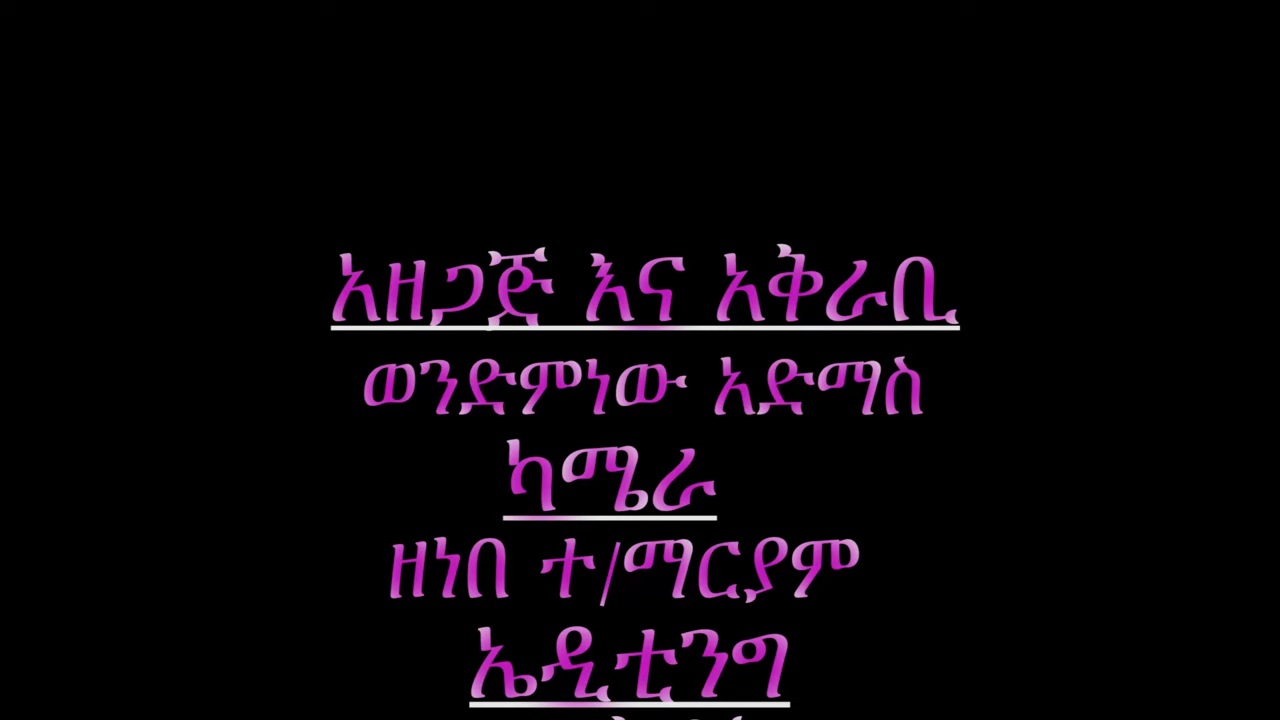 አዘጋጅ እና አቅራቢ
ወንድምነው አድማስ
ካሜራ
ዘነበ ተ/ማርያም
ኤዲቲንግ